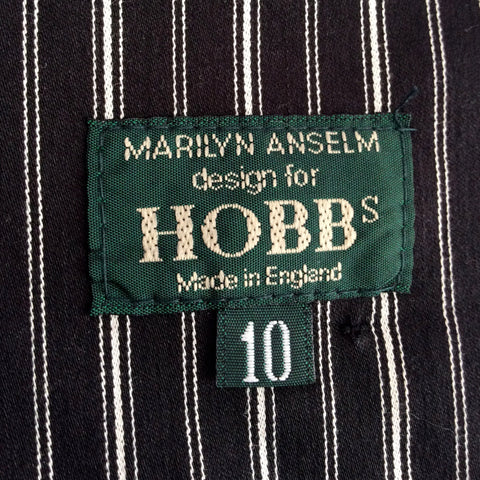 MARILYN ANSELM
design for
HOBBS
Made in England
10